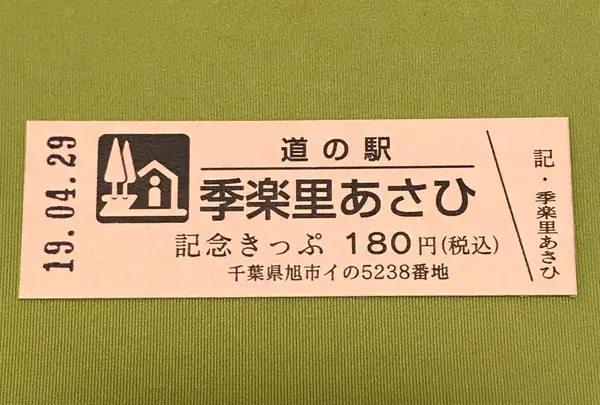 19.04.29
道の駅
季楽里あさひ
記念きっぷ 180円(税込)
千葉県旭市イの5238番地
記・季楽里あさひ